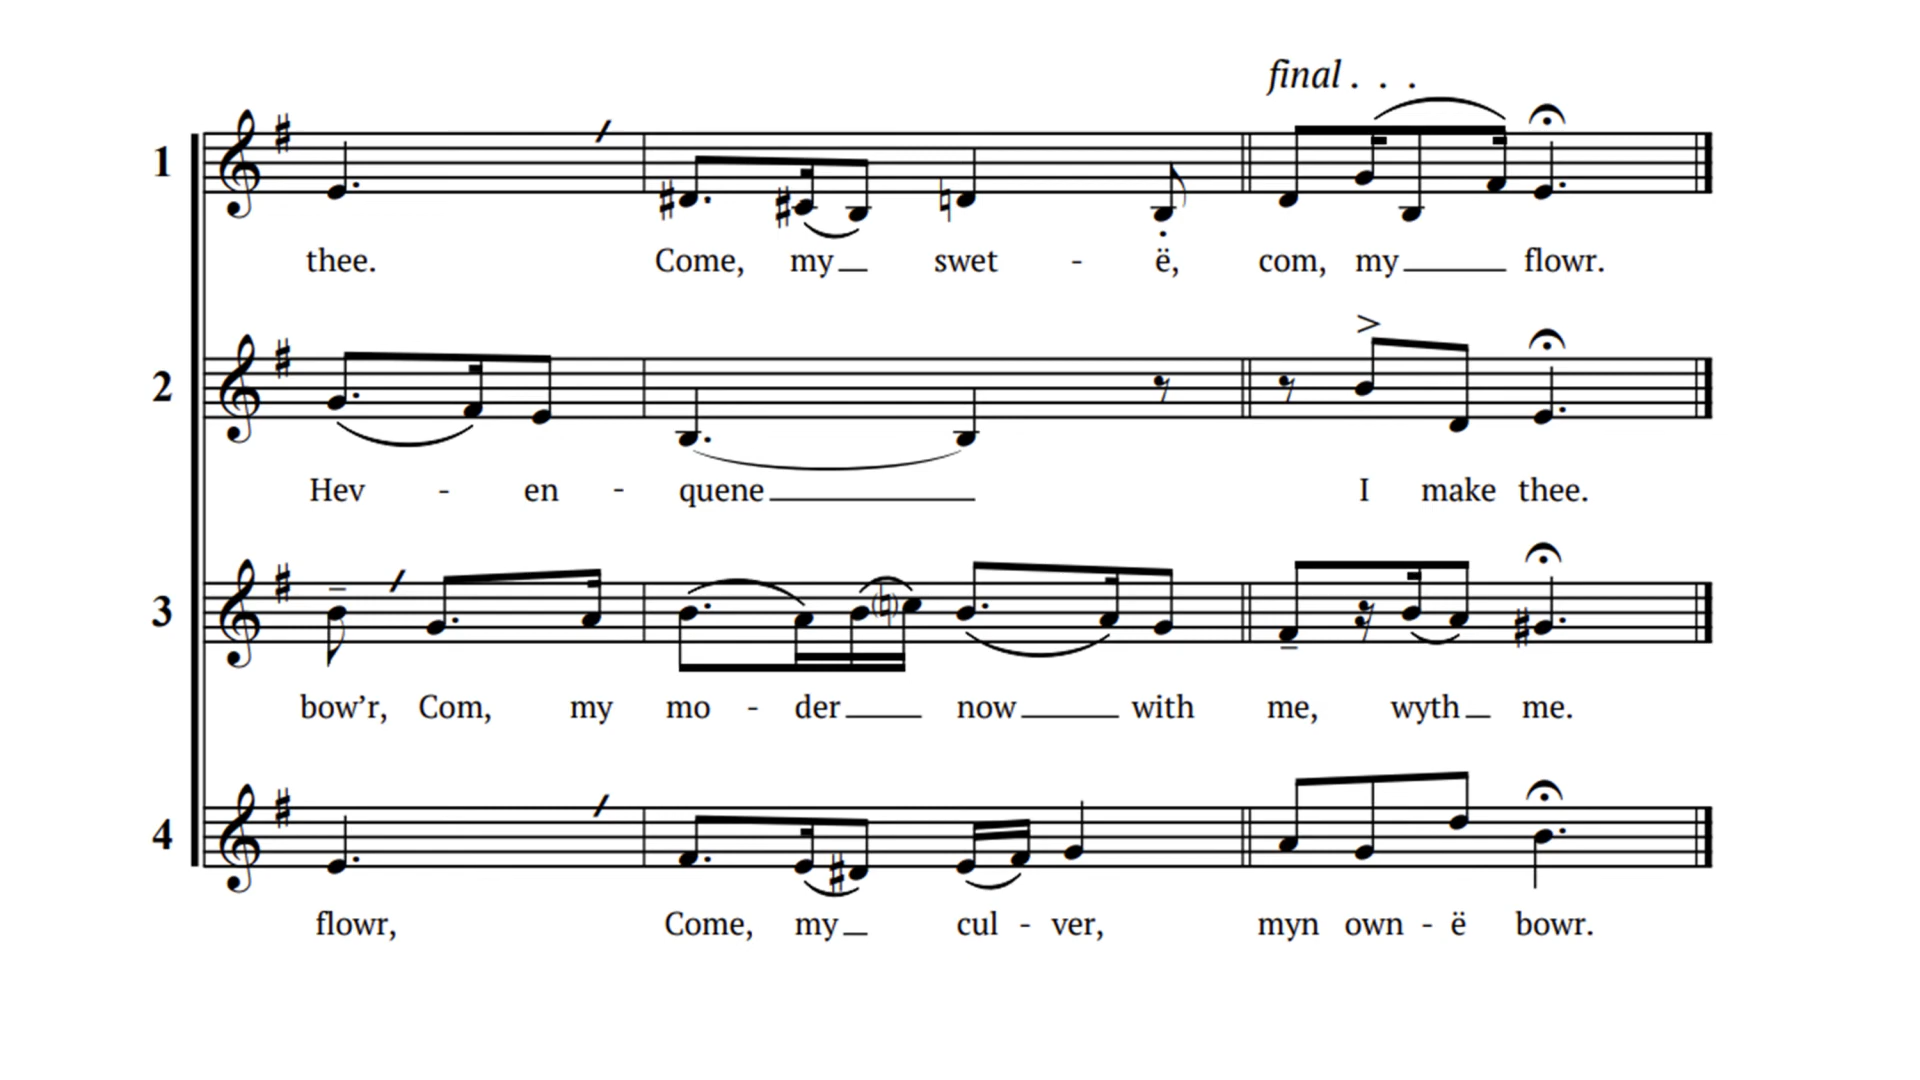 final . . .
1
thee. Come, my swet - ë, com, my flowr.
2
Hev - en - quene I make thee.
3
bow’r, Com, my mo - der now with me, wyth me.
4
flowr, Come, my cul - ver, myn own - ë bowr.